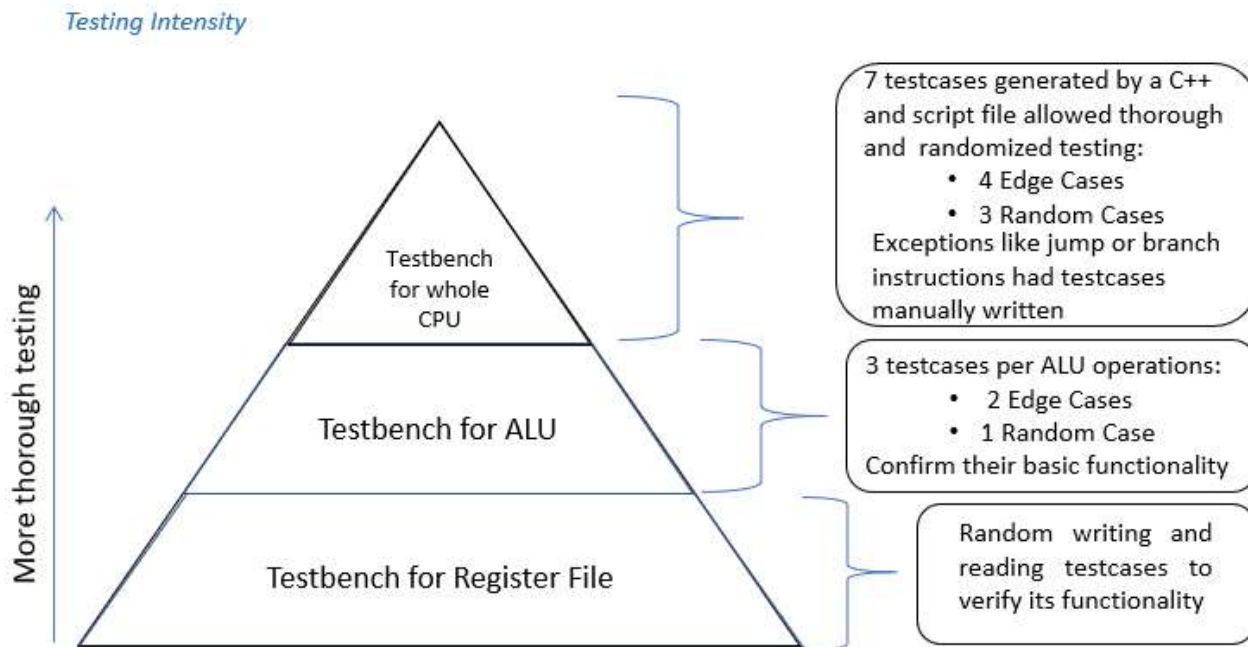 Testing Intensity
More thorough testing
Testbench
for whole
CPU
Testbench for ALU
Testbench for Register File
7 testcases generated by a C++
and script file allowed thorough
and randomized testing:
• 4 Edge Cases
• 3 Random Cases
Exceptions like jump or branch
instructions had testcases
manually written
3 testcases per ALU operations:
• 2 Edge Cases
• 1 Random Case
Confirm their basic functionality
Random writing and
reading testcases to
verify its functionality